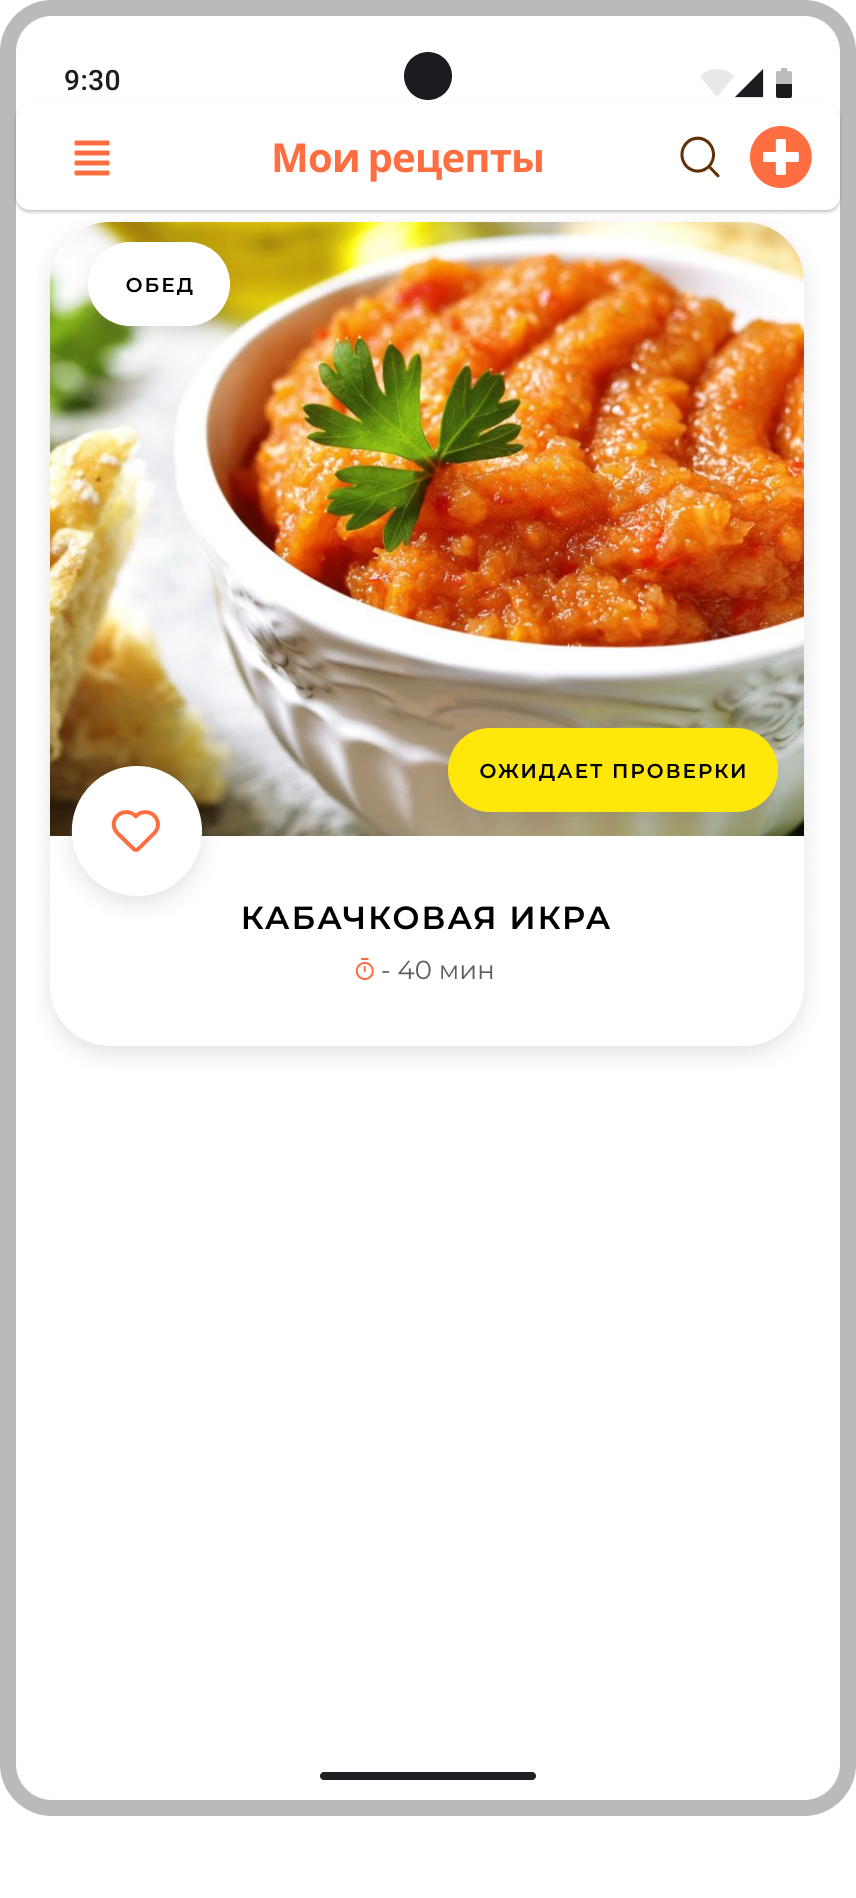 9:30
Мои рецепты
ОБЕД
ОЖИДАЕТ ПРОВЕРКИ
КАБАЧКОВАЯ ИКРА
- 40 мин